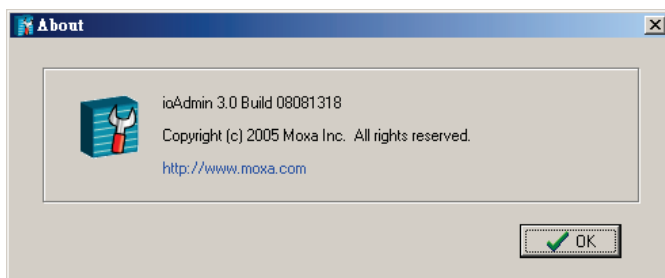 About
ioAdmin 3.0 Build 08081318
Copyright (c) 2005 Moxa Inc. All rights reserved.
http://www.moxa.com
OK